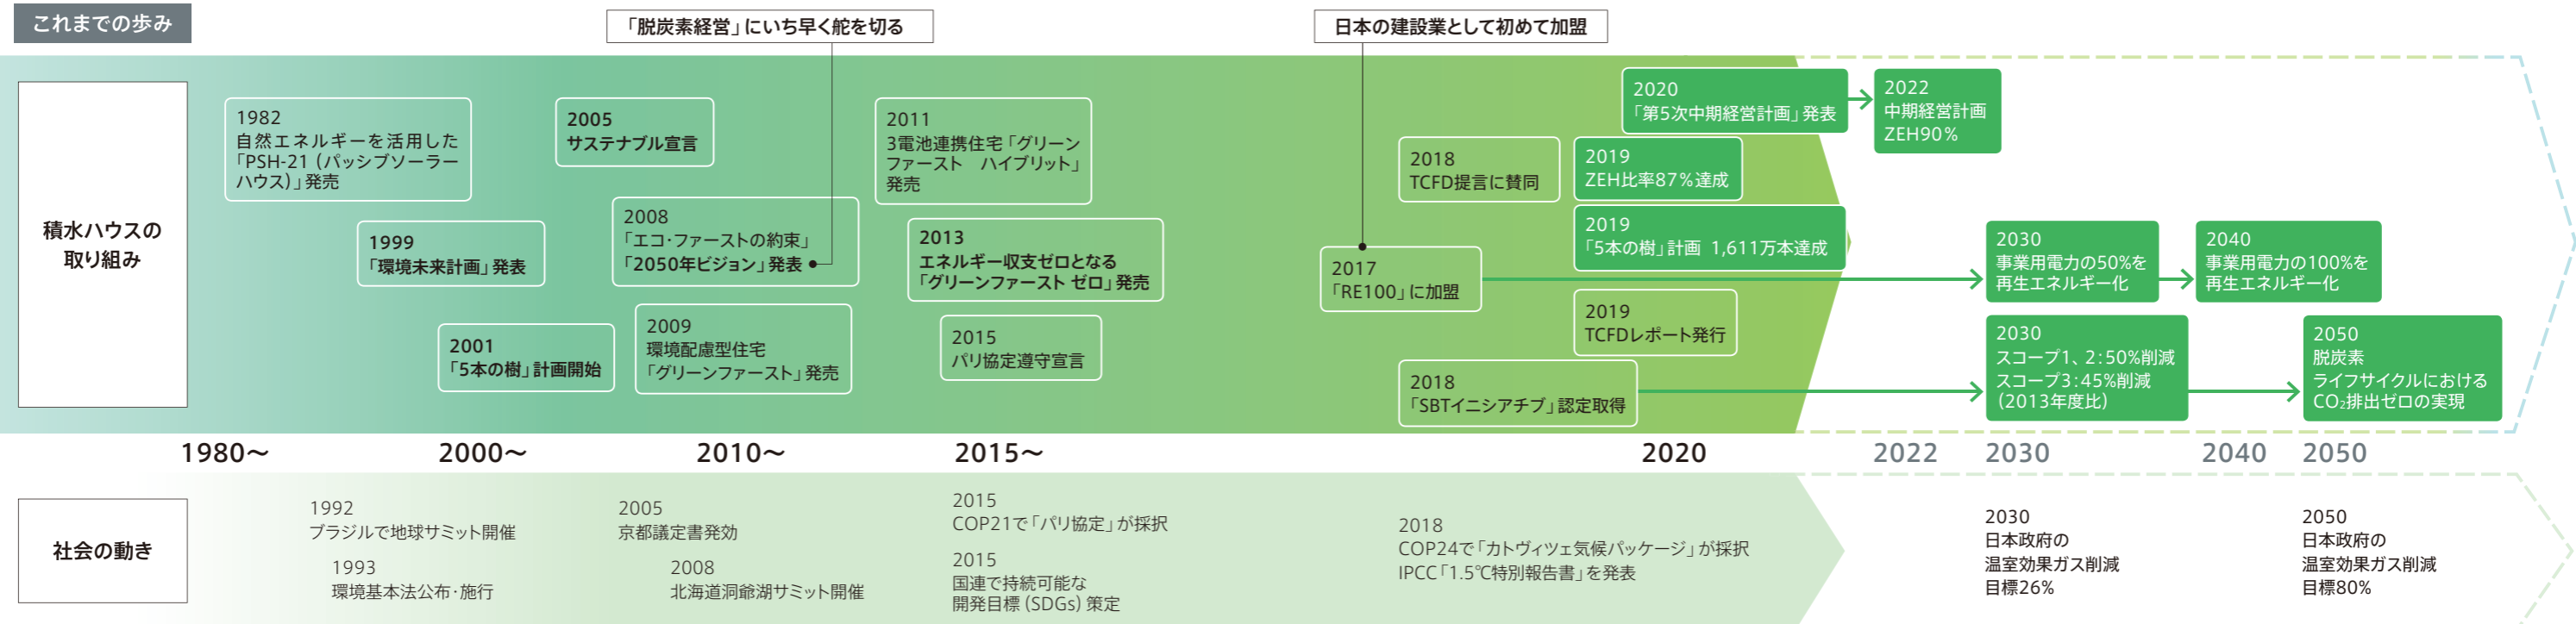 これまでの歩み
「脱炭素経営」にいち早く舵を切る
日本の建設業として初めて加盟
積水ハウスの
取り組み
1982
自然エネルギーを活用した
「PSH-21（パッシブソーラー
ハウス）」発売
1999
「環境未来計画」発表
2001
「5本の樹」計画開始
2005
サステナブル宣言
2008
「エコ・ファーストの約束」
「2050年ビジョン」発表
2009
環境配慮型住宅
「グリーンファースト」発売
2011
3電池連携住宅「グリーン
ファースト　ハイブリット」
発売
2013
エネルギー収支ゼロとなる
「グリーンファースト ゼロ」発売
2015
パリ協定遵守宣言
2017
「RE100」に加盟
2018
TCFD提言に賛同
2018
「SBTイニシアチブ」認定取得
2020
「第5次中期経営計画」発表
2019
ZEH比率87％達成
2019
「5本の樹」計画 1,611万本達成
2019
TCFDレポート発行
2022
中期経営計画
ZEH90％
2030
事業用電力の50%を
再生エネルギー化
2040
事業用電力の100%を
再生エネルギー化
2030
スコープ1、2：50%削減
スコープ3：45%削減
（2013年度比）
2050
脱炭素
ライフサイクルにおける
CO₂排出ゼロの実現
1980〜
2000〜
2010〜
2015〜
2020
2022
2030
2040
2050
社会の動き
1992
ブラジルで地球サミット開催
1993
環境基本法公布・施行
2005
京都議定書発効
2008
北海道洞爺湖サミット開催
2015
COP21で「パリ協定」が採択
2015
国連で持続可能な
開発目標（SDGs）策定
2018
COP24で「カトヴィツェ気候パッケージ」が採択
IPCC「1.5℃特別報告書」を発表
2030
日本政府の
温室効果ガス削減
目標26%
2050
日本政府の
温室効果ガス削減
目標80%